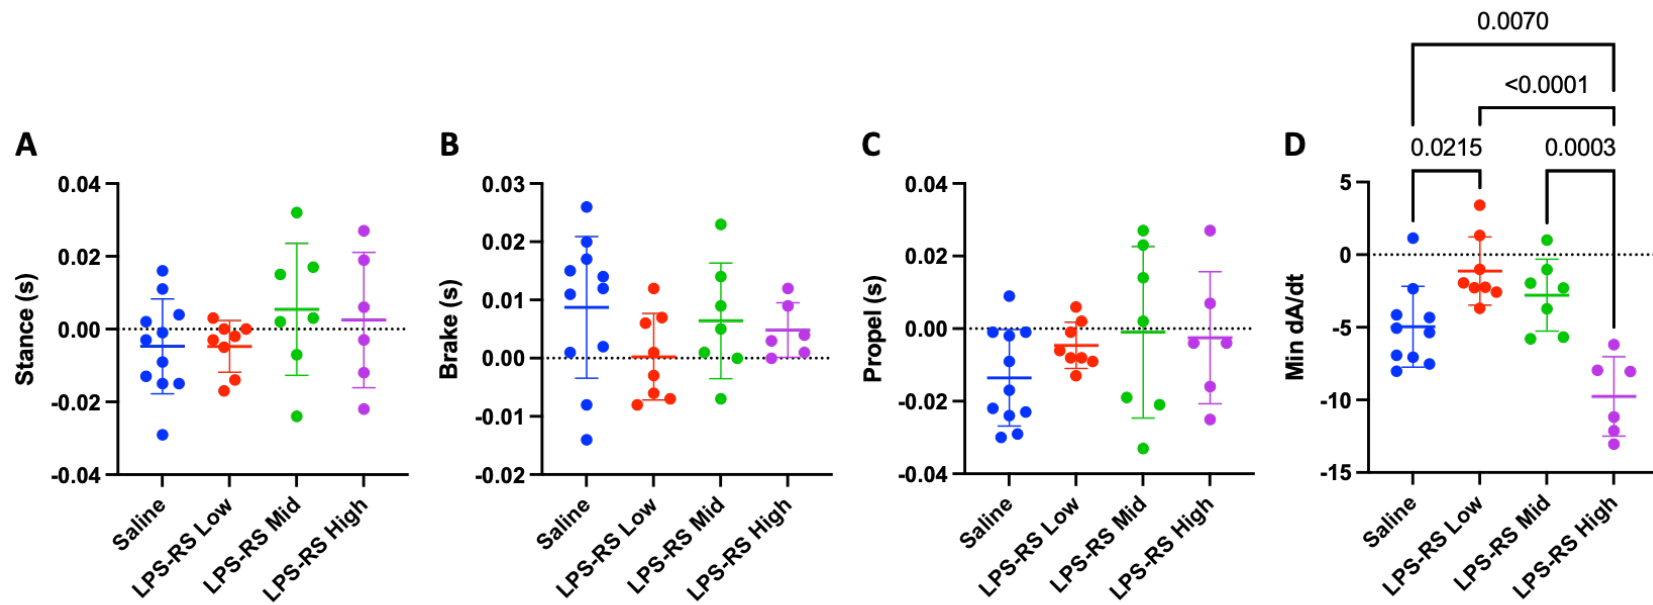 A
Stance (s)
0.04
0.02
0.00
-0.02
-0.04
Saline
LPS-RS Low
LPS-RS Mid
LPS-RS High
B
Brake (s)
0.03
0.02
0.01
0.00
-0.01
-0.02
Saline
LPS-RS Low
LPS-RS Mid
LPS-RS High
C
Propel (s)
0.04
0.02
0.00
-0.02
-0.04
Saline
LPS-RS Low
LPS-RS Mid
LPS-RS High
D
0.0070
<0.0001
0.0215
0.0003
Min dA/dt
5
0
-5
-10
-15
Saline
LPS-RS Low
LPS-RS Mid
LPS-RS High